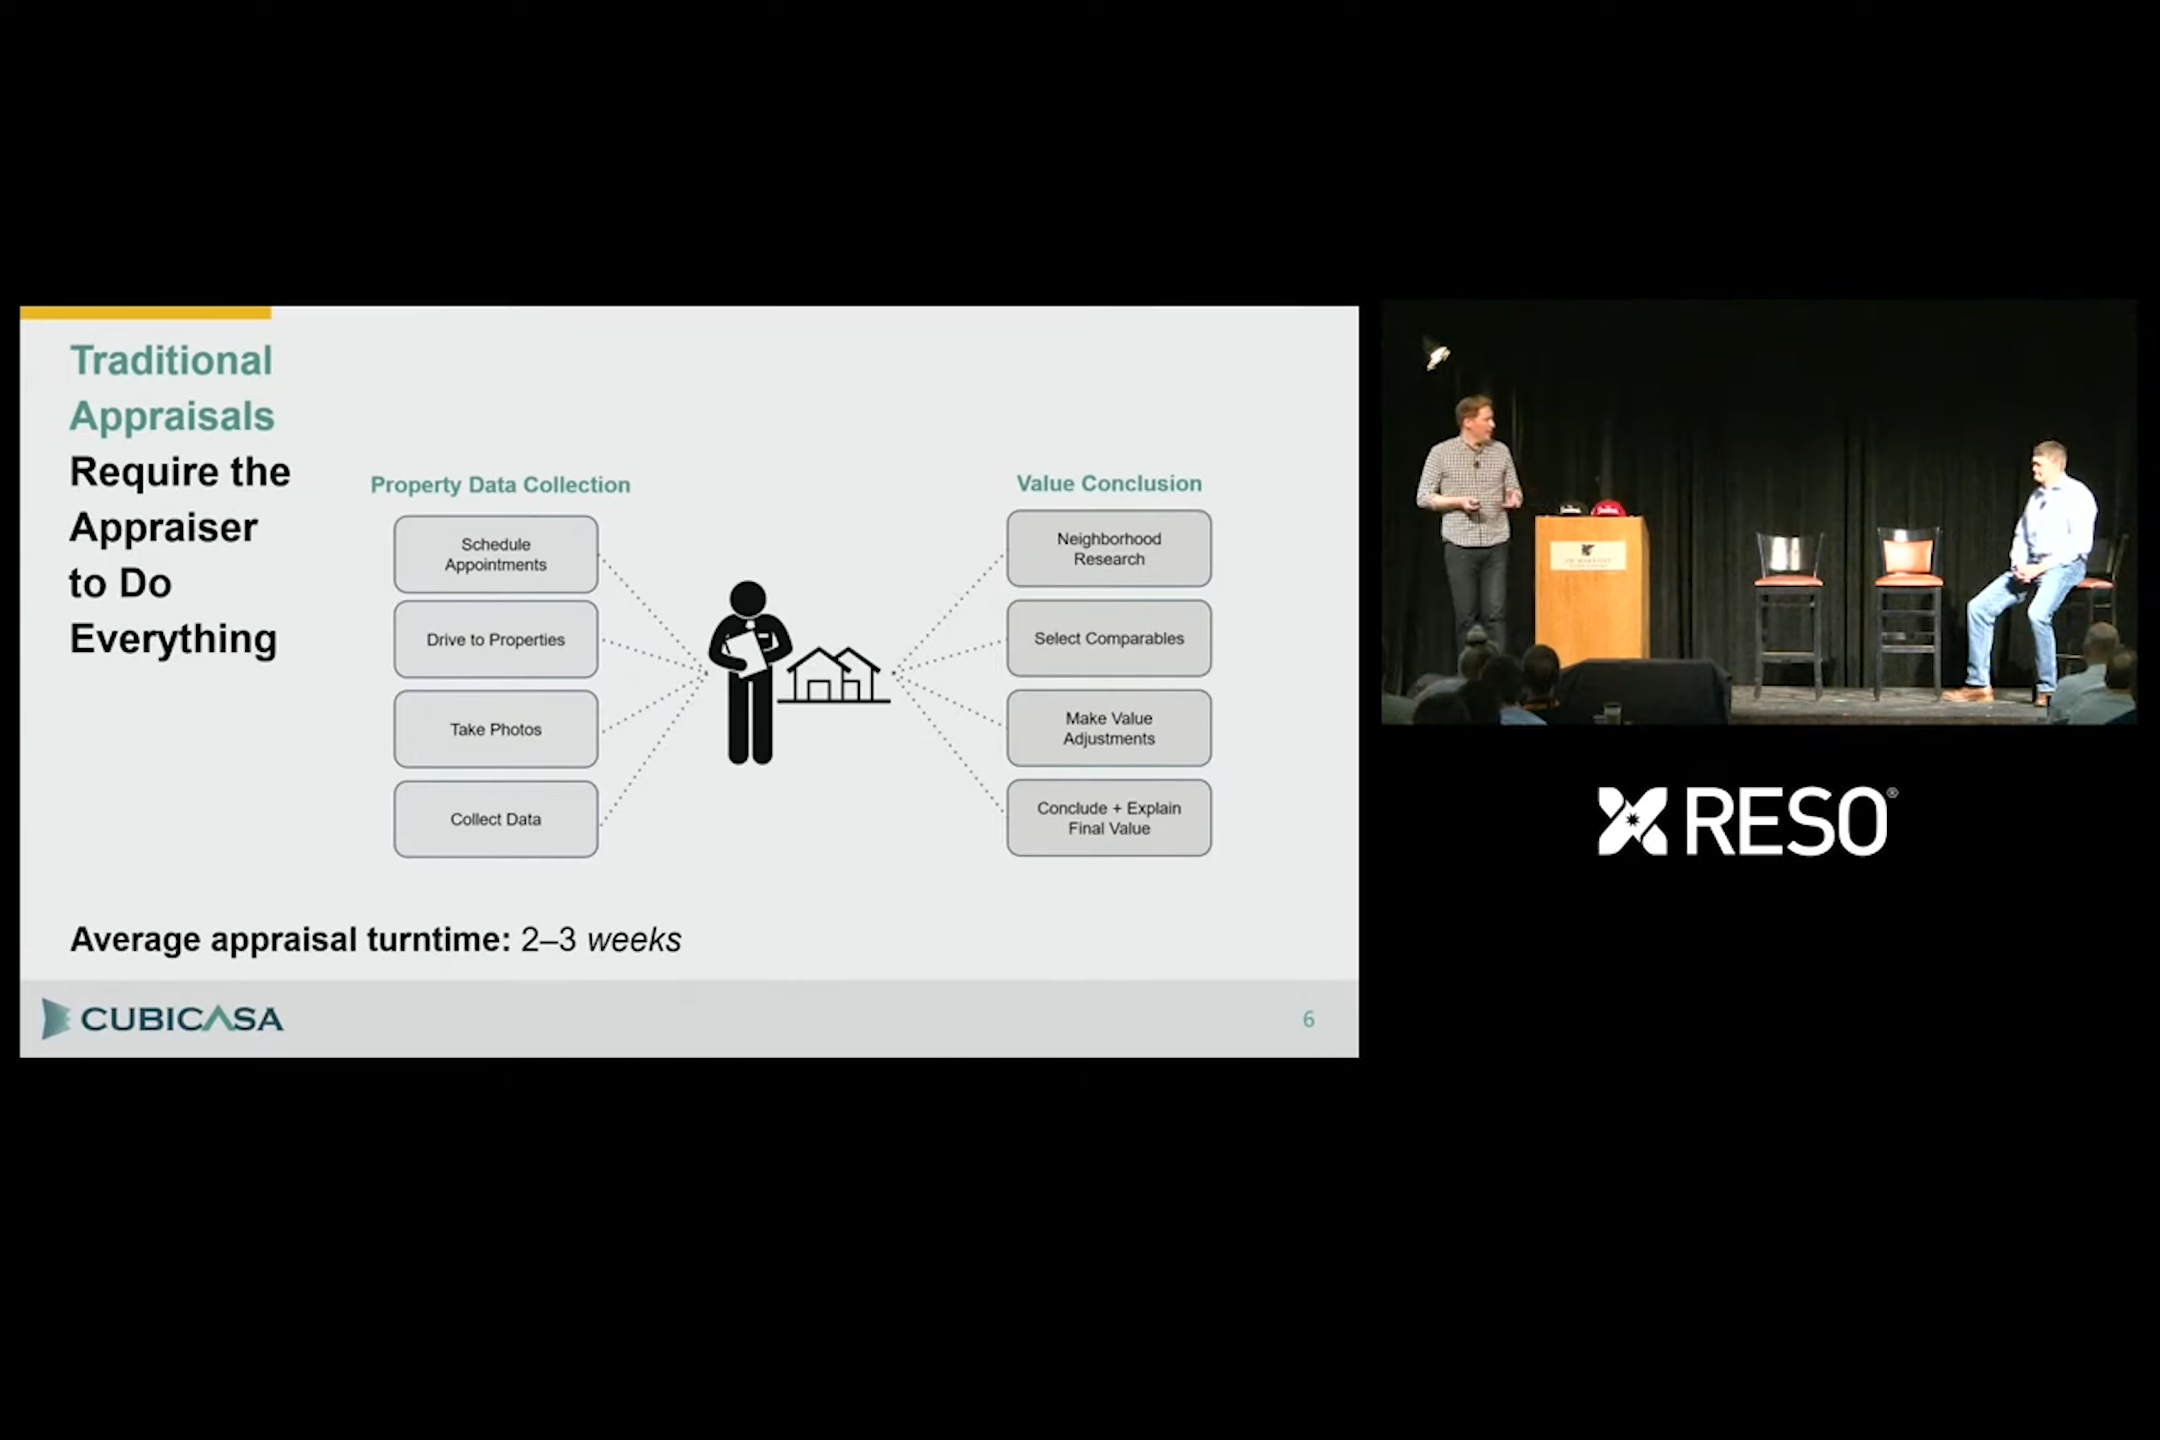 Traditional
Appraisals
Require the
Appraiser
to Do
Everything
Property Data Collection
Schedule
Appointments
Drive to Properties
Take Photos
Collect Data
Value Conclusion
Neighborhood
Research
Select Comparables
Make Value
Adjustments
Conclude + Explain
Final Value
Average appraisal turntime: 2–3 weeks
CUBICASA
6
RESO®